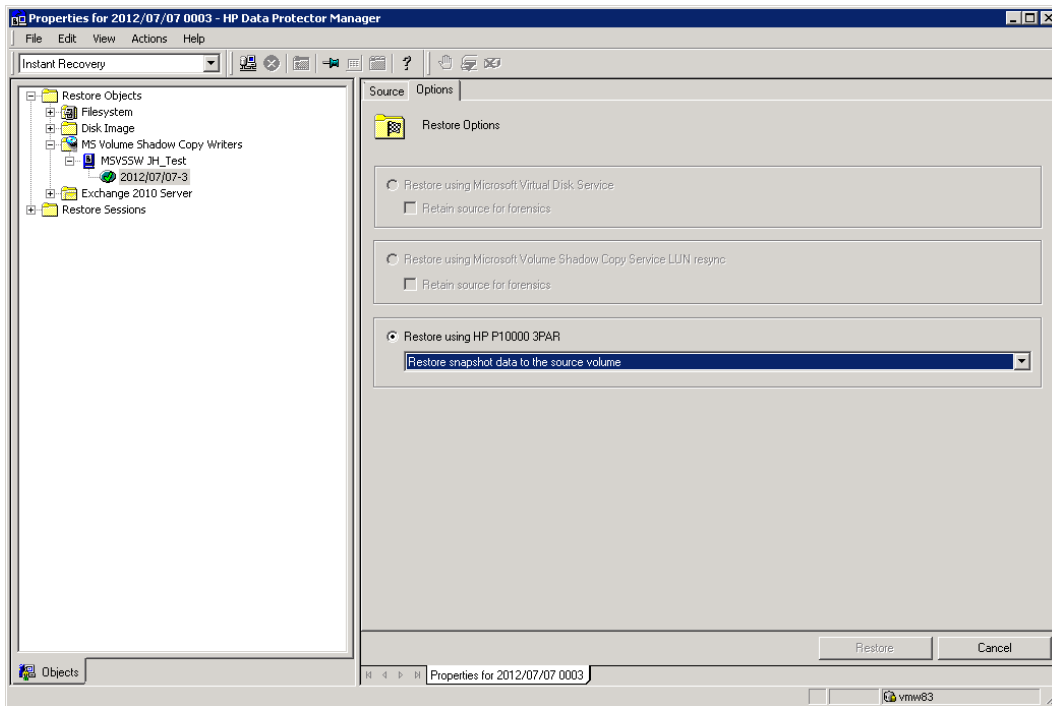 Properties for 2012/07/07 0003 - HP Data Protector Manager
File Edit View Actions Help
Instant Recovery
Restore Objects
Filesystem
Disk Image
MS Volume Shadow Copy Writers
MSVSSW JH_Test
2012/07/07-3
Exchange 2010 Server
Restore Sessions
Source Options
Restore Options
Restore using Microsoft Virtual Disk Service
Retain source for forensics
Restore using Microsoft Volume Shadow Copy Service LUN resync
Retain source for forensics
Restore using HP P10000 3PAR
Restore snapshot data to the source volume
Restore Cancel
Objects
Properties for 2012/07/07 0003
vmw83